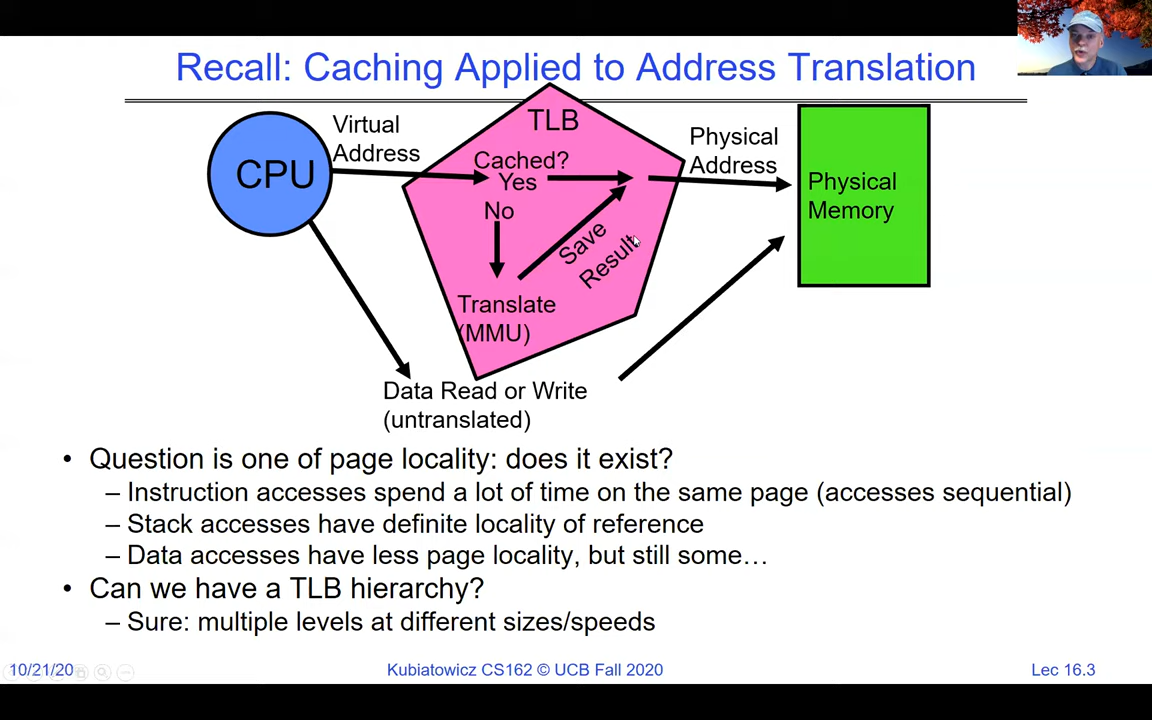 Recall: Caching Applied to Address Translation
CPU
Virtual
Address
TLB
Cached?
Yes
No
Save
Result
Translate
(MMU)
Physical
Address
Physical
Memory
Data Read or Write
(untranslated)
• Question is one of page locality: does it exist?
– Instruction accesses spend a lot of time on the same page (accesses sequential)
– Stack accesses have definite locality of reference
– Data accesses have less page locality, but still some…
• Can we have a TLB hierarchy?
– Sure: multiple levels at different sizes/speeds
10/21/20
Kubiatowicz CS162 © UCB Fall 2020
Lec 16.3